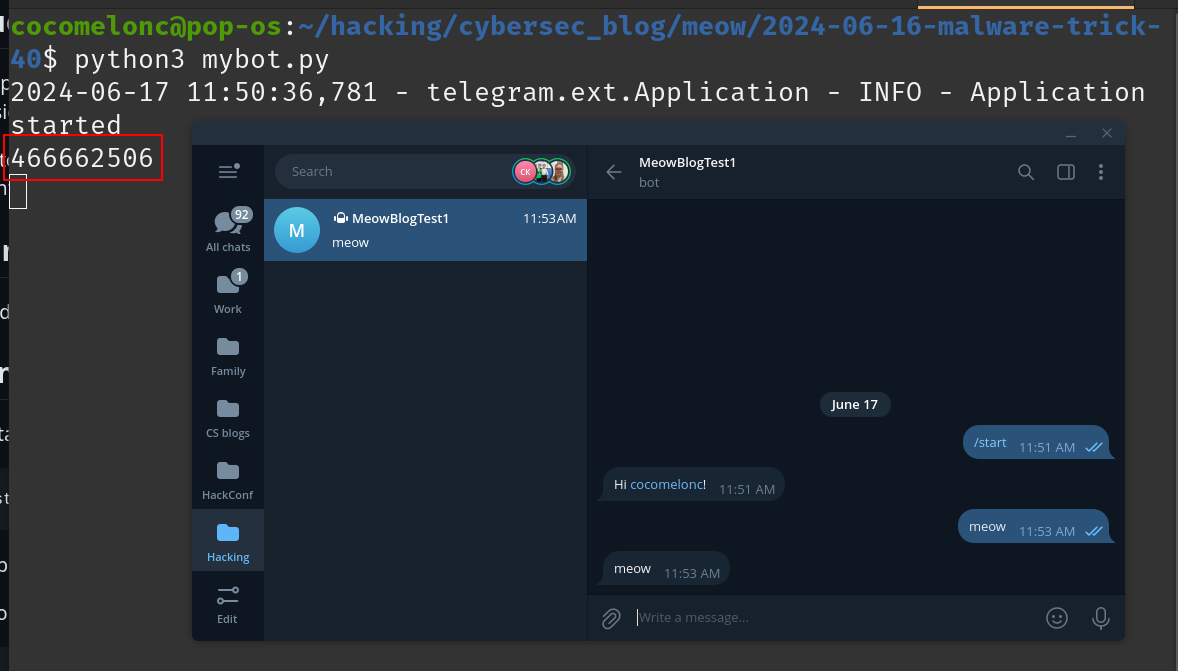 cocomelonc@pop-os:~/hacking/cybersec_blog/meow/2024-06-16-malware-trick-
40$ python3 mybot.py
2024-06-17 11:50:36,781 - telegram.ext.Application - INFO - Application
started
466662506
Search
CK
92
All chats
1
Work
Family
CS blogs
HackConf
Hacking
Edit
M
MeowBlogTest1 11:53AM
meow
MeowBlogTest1
bot
June 17
/start 11:51 AM
Hi cocomelonc! 11:51 AM
meow 11:53 AM
meow 11:53 AM
Write a message...